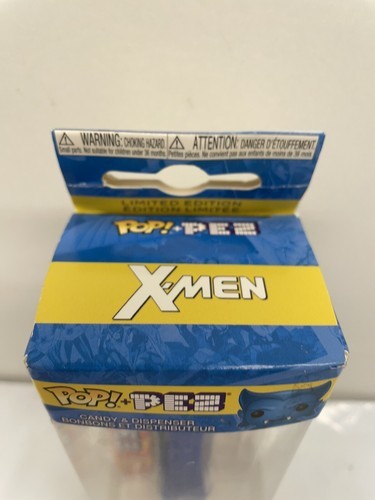 WARNING: CHOKING HAZARD
Small parts. Not suitable for children under 36 months.
ATTENTION: DANGER D'ÉTOUFFEMENT
Petites pièces. Ne convient pas aux enfants de moins de 36 mois.
LIMITED EDITION
ÉDITION LIMITÉE
POP!+PEZ
X-MEN
POP!+PEZ
CANDY & DISPENSER
BONBONS ET DISTRIBUTEUR